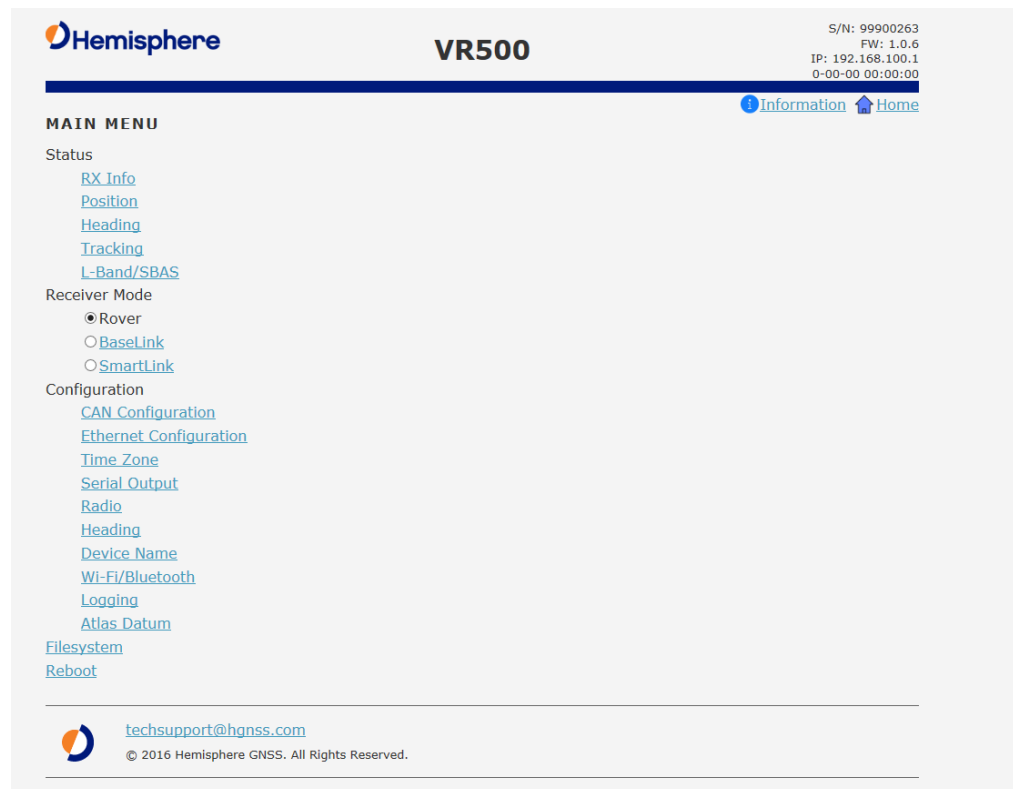 Hemisphere
VR500
S/N: 99900263
FW: 1.0.6
IP: 192.168.100.1
0-00-00 00:00:00
Information Home
MAIN MENU
Status
RX Info
Position
Heading
Tracking
L-Band/SBAS
Receiver Mode
Rover
BaseLink
SmartLink
Configuration
CAN Configuration
Ethernet Configuration
Time Zone
Serial Output
Radio
Heading
Device Name
Wi-Fi/Bluetooth
Logging
Atlas Datum
Filesystem
Reboot
techsupport@hgnss.com
© 2016 Hemisphere GNSS. All Rights Reserved.